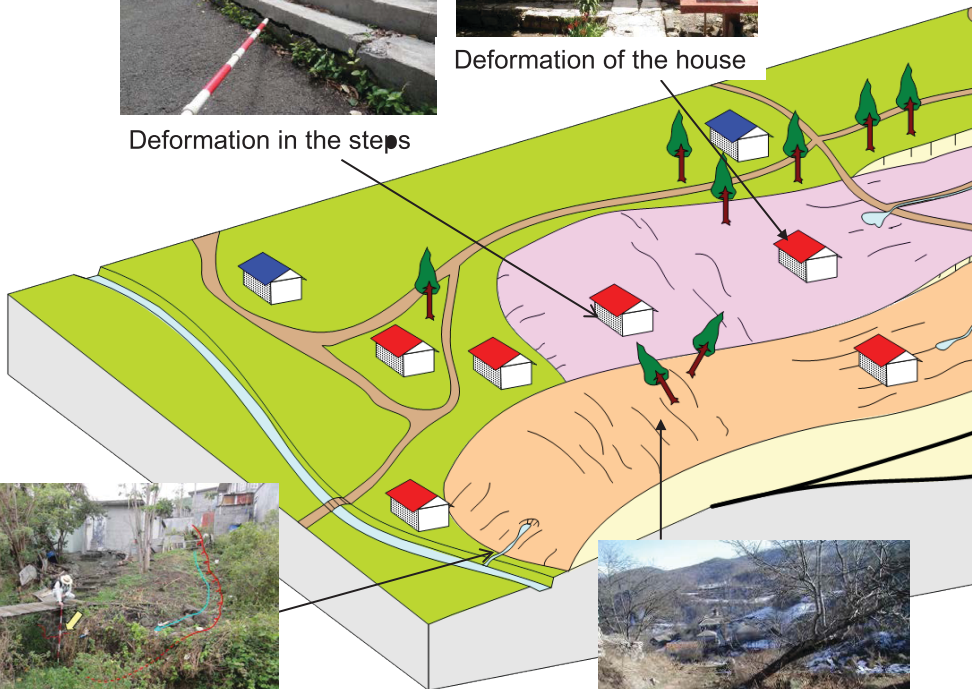 Deformation of the house
Deformation in the steps